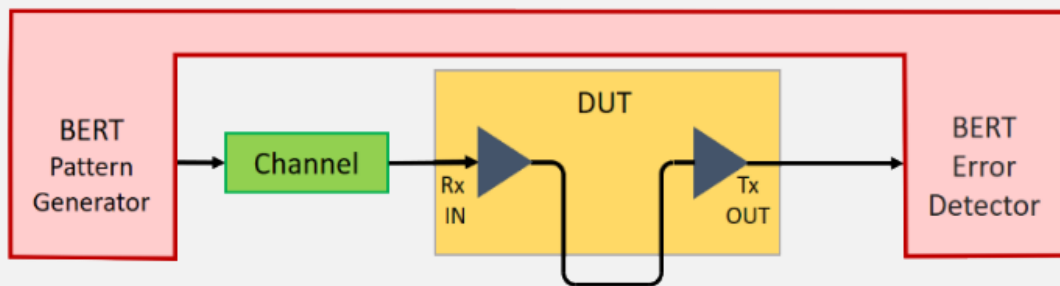 BERT
Pattern
Generator
Channel
DUT
Rx
IN
Tx
OUT
BERT
Error
Detector